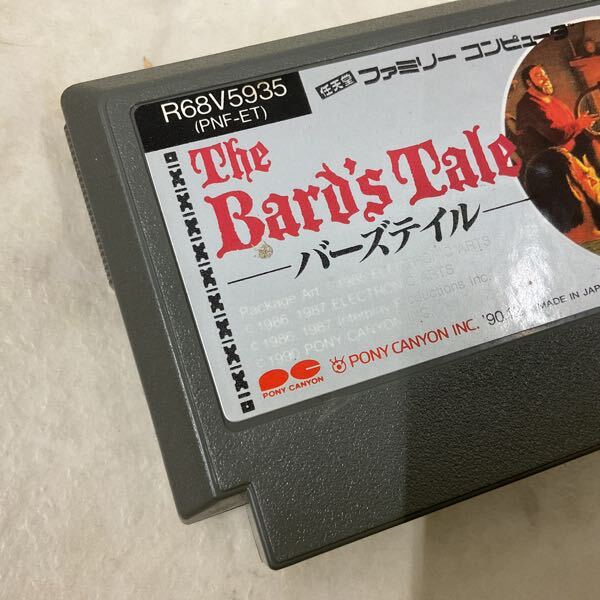 R68V5935
(PNF-ET)
任天堂 ファミリー コンピュータ
The
Bard's Tale
バーズテイル
Package Art
c 1986, 1987 ELECTRONIC ARTS
c 1986, 1987 Interplay Productions Inc.
c 1990 PONY CANYON
PONY CANYON
PONY CANYON INC. '90.12
MADE IN JAP